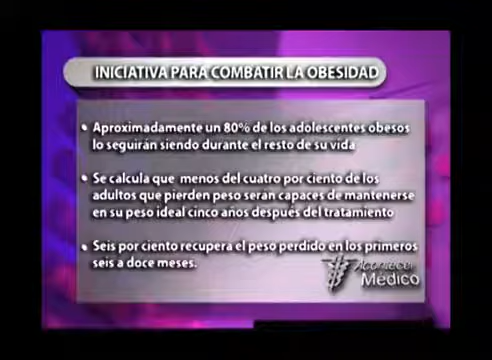 INICIATIVA PARA COMBATIR LA OBESIDAD
• Aproximadamente un 80% de los adolescentes obesos
lo seguirán siendo durante el resto de su vida
• Se calcula que menos del cuatro por ciento de los
adultos que pierden peso serán capaces de mantenerse
en su peso ideal cinco años después del tratamiento
• Seis por ciento recupera el peso perdido en los primeros
seis a doce meses.
Acontecer
Médico